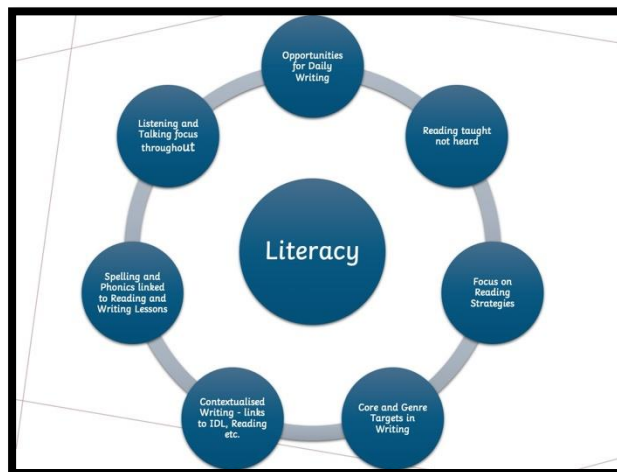 Opportunities
for Daily
Writing
Reading taught
not heard
Focus on
Reading
Strategies
Core and Genre
Targets in
Writing
Contextualised
Writing - links
to IDL, Reading
etc.
Spelling and
Phonics linked
to Reading and
Writing Lessons
Listening and
Talking focus
throughout
Literacy